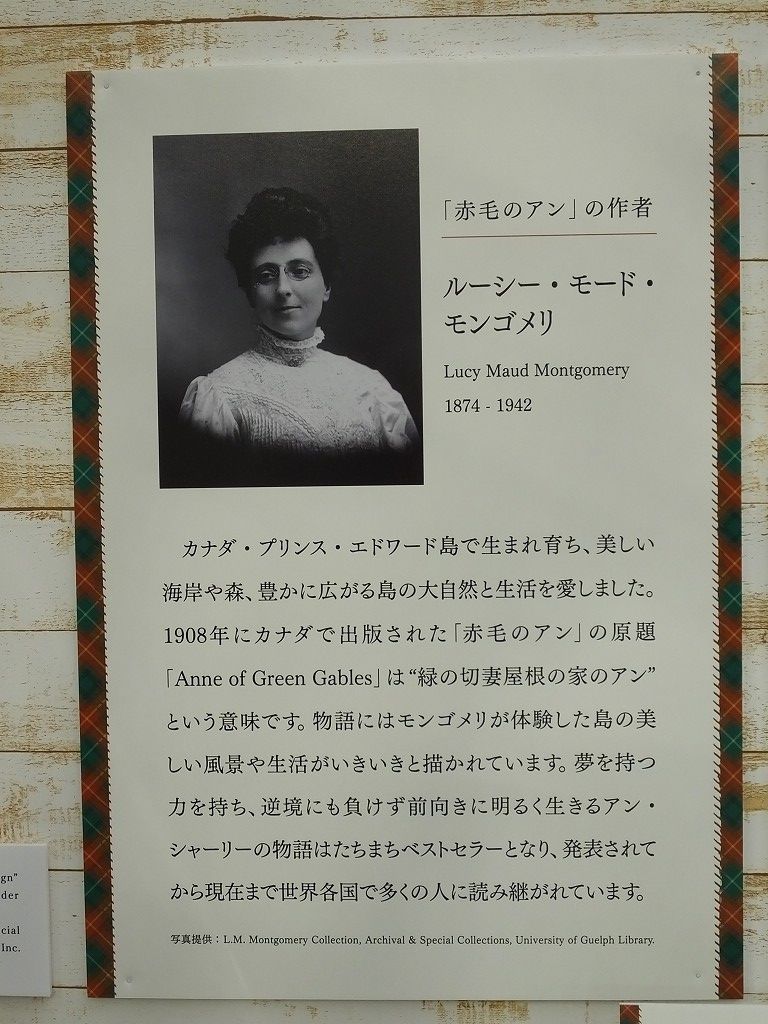 「赤毛のアン」の作者
ルーシー・モード・
モンゴメリ
Lucy Maud Montgomery
1874 - 1942
カナダ・プリンス・エドワード島で生まれ育ち、美しい
海岸や森、豊かに広がる島の大自然と生活を愛しました。
1908年にカナダで出版された「赤毛のアン」の原題
「Anne of Green Gables」は“緑の切妻屋根の家のアン”
という意味です。物語にはモンゴメリが体験した島の美
しい風景や生活がいきいきと描かれています。夢を持つ
力を持ち、逆境にも負けず前向きに明るく生きるアン・
シャーリーの物語はたちまちベストセラーとなり、発表されて
から現在まで世界各国で多くの人に読み継がれています。
写真提供：L.M. Montgomery Collection, Archival & Special Collections, University of Guelph Library.
gn”
der
cial
Inc.